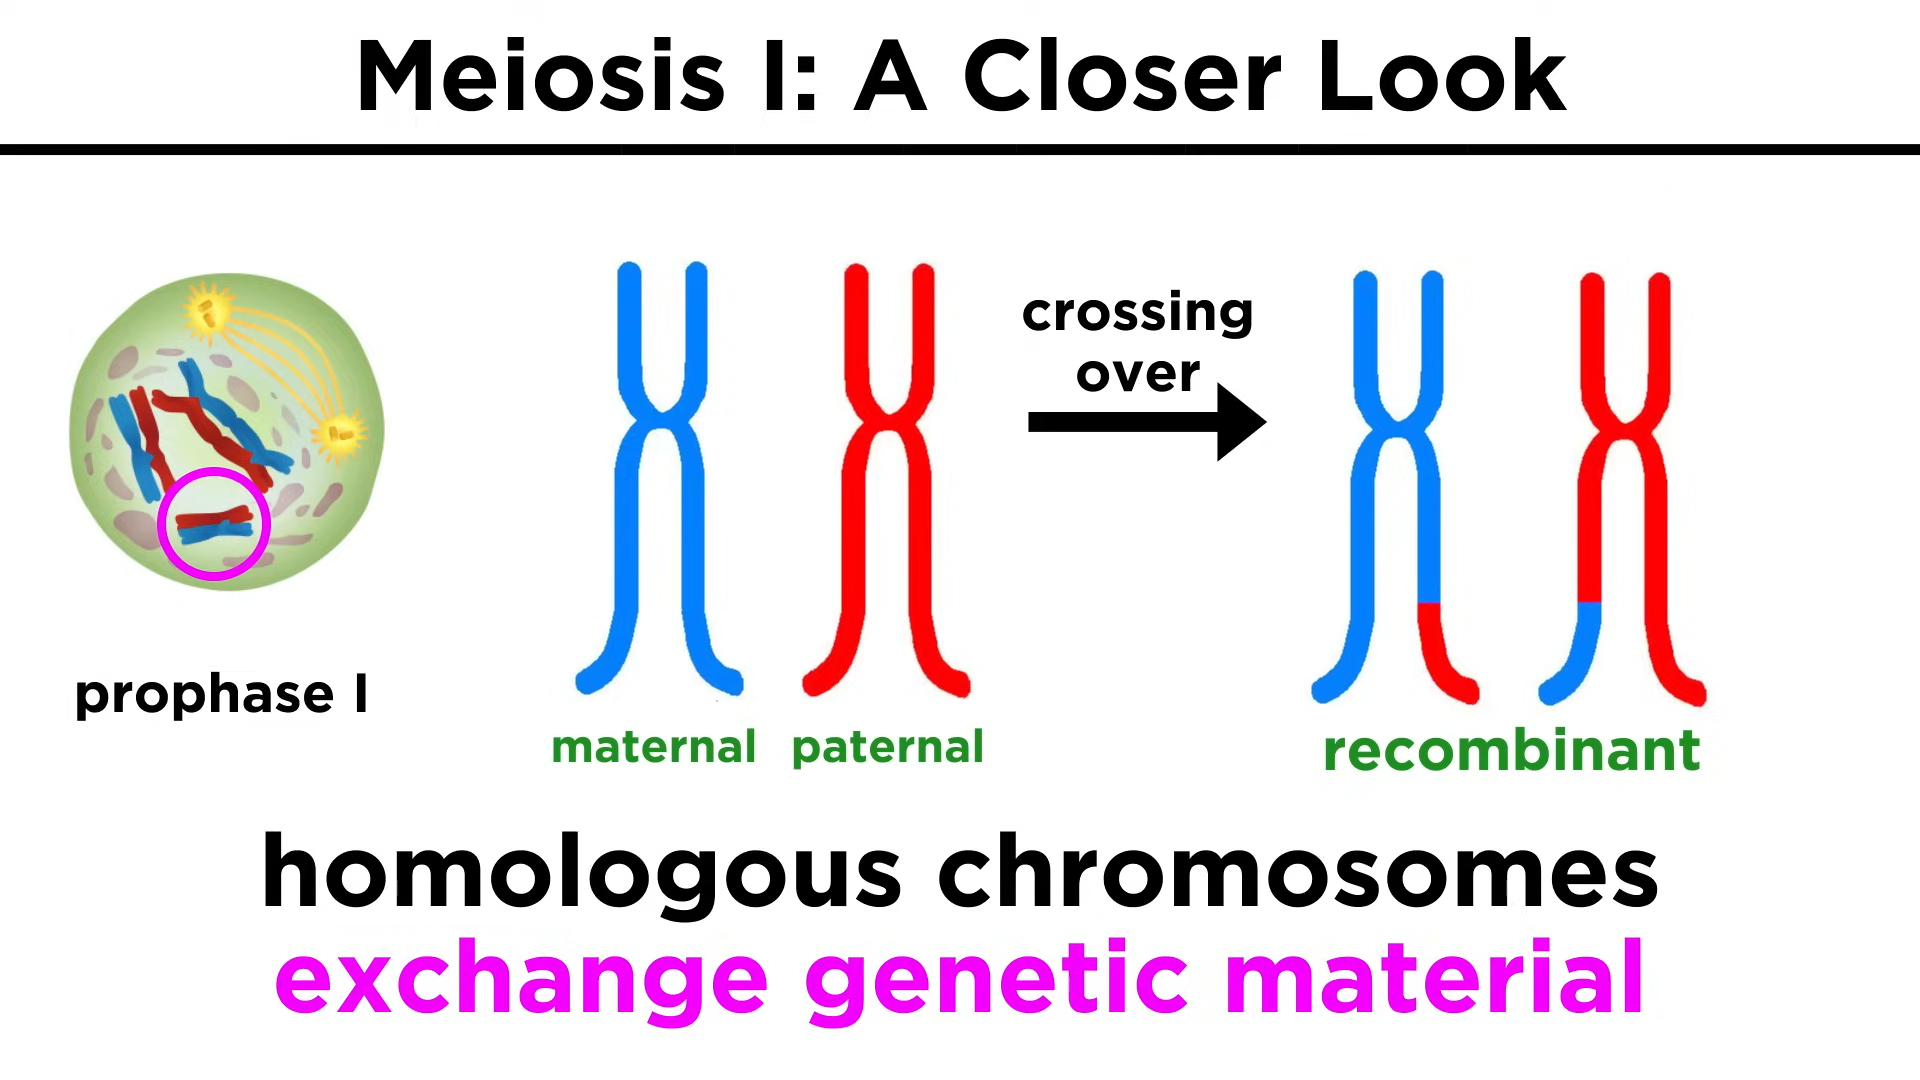 Meiosis I: A Closer Look
crossing
over
prophase I
maternal paternal
recombinant
homologous chromosomes
exchange genetic material